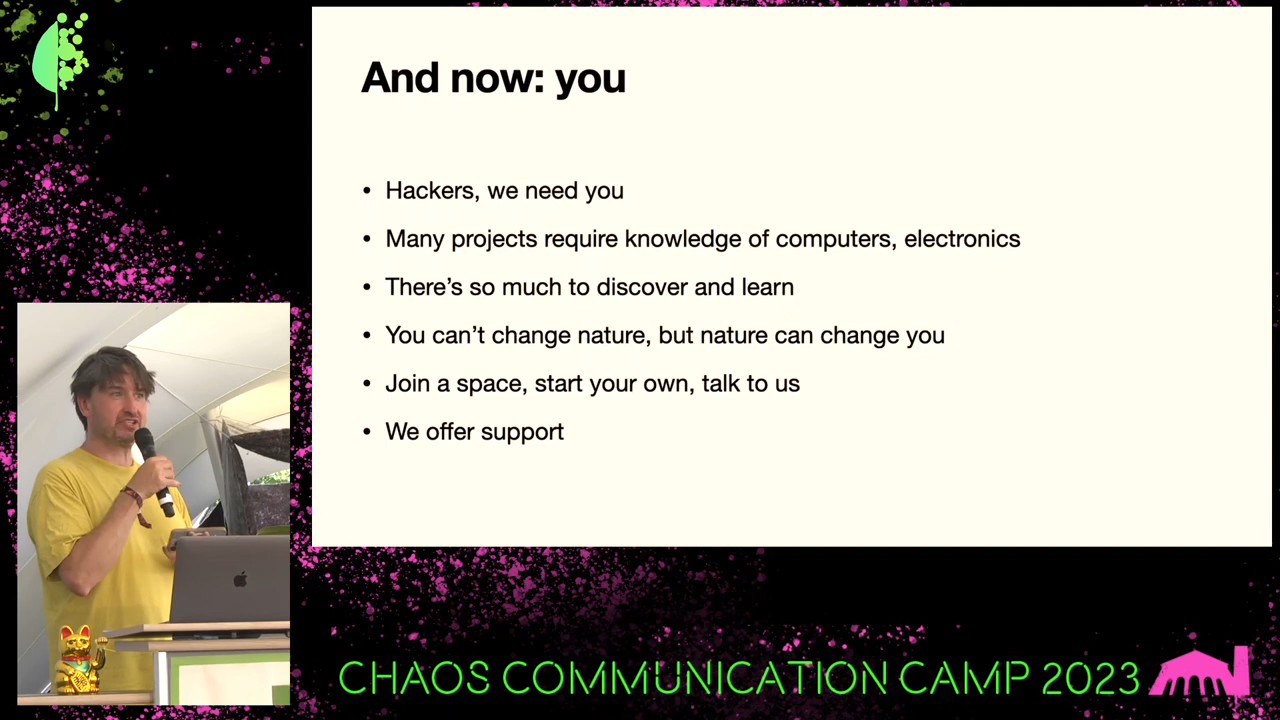 And now: you
• Hackers, we need you
• Many projects require knowledge of computers, electronics
• There’s so much to discover and learn
• You can’t change nature, but nature can change you
• Join a space, start your own, talk to us
• We offer support
CHAOS COMMUNICATION CAMP 2023